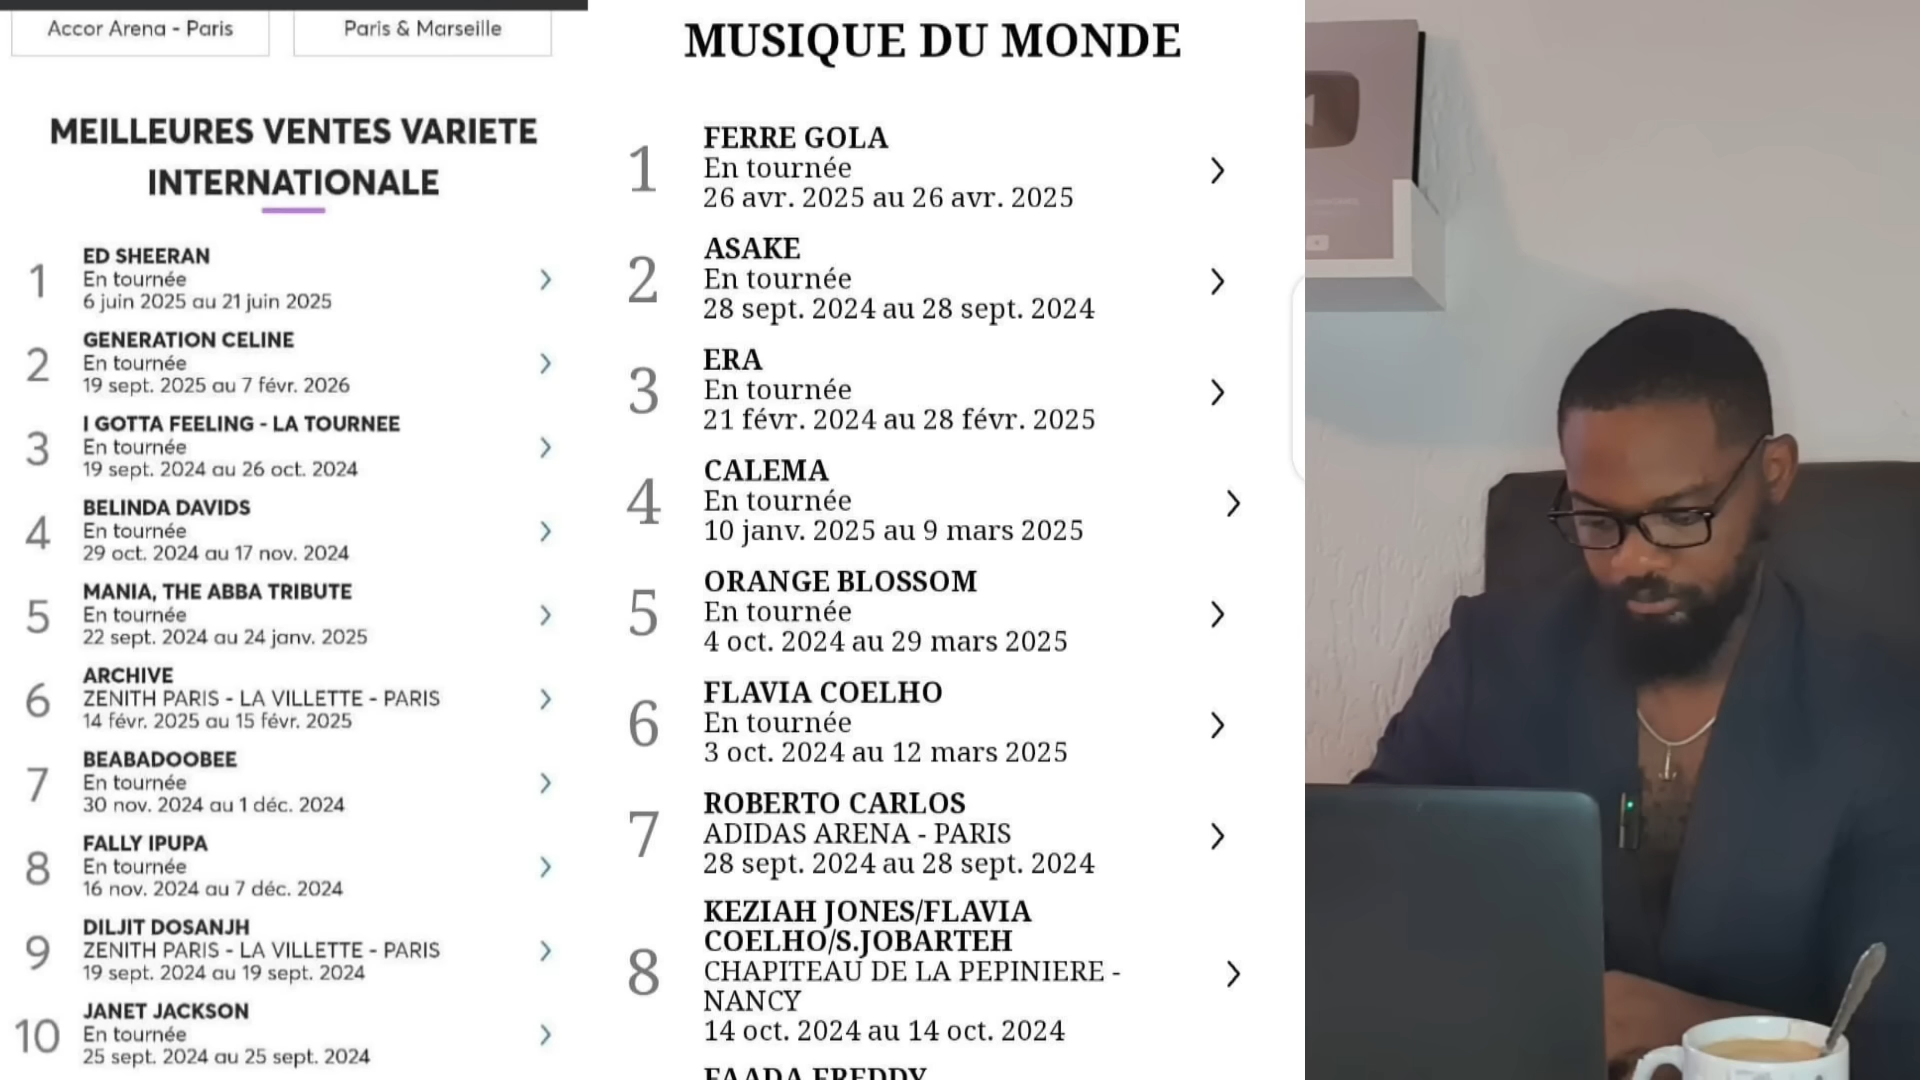 Accor Arena - Paris
Paris & Marseille
MEILLEURES VENTES VARIETE
INTERNATIONALE
1
ED SHEERAN
En tournée
6 juin 2025 au 21 juin 2025
2
GENERATION CELINE
En tournée
19 sept. 2025 au 7 févr. 2026
3
I GOTTA FEELING - LA TOURNEE
En tournée
19 sept. 2024 au 26 oct. 2024
4
BELINDA DAVIDS
En tournée
29 oct. 2024 au 17 nov. 2024
5
MANIA, THE ABBA TRIBUTE
En tournée
22 sept. 2024 au 24 janv. 2025
6
ARCHIVE
ZENITH PARIS - LA VILLETTE - PARIS
14 févr. 2025 au 15 févr. 2025
7
BEABADOOBEE
En tournée
30 nov. 2024 au 1 déc. 2024
8
FALLY IPUPA
En tournée
16 nov. 2024 au 7 déc. 2024
9
DILJIT DOSANJH
ZENITH PARIS - LA VILLETTE - PARIS
19 sept. 2024 au 19 sept. 2024
10
JANET JACKSON
En tournée
25 sept. 2024 au 25 sept. 2024
MUSIQUE DU MONDE
1
FERRE GOLA
En tournée
26 avr. 2025 au 26 avr. 2025
2
ASAKE
En tournée
28 sept. 2024 au 28 sept. 2024
3
ERA
En tournée
21 févr. 2024 au 28 févr. 2025
4
CALEMA
En tournée
10 janv. 2025 au 9 mars 2025
5
ORANGE BLOSSOM
En tournée
4 oct. 2024 au 29 mars 2025
6
FLAVIA COELHO
En tournée
3 oct. 2024 au 12 mars 2025
7
ROBERTO CARLOS
ADIDAS ARENA - PARIS
28 sept. 2024 au 28 sept. 2024
8
KEZIAH JONES/FLAVIA
COELHO/S.JOBARTEH
CHAPITEAU DE LA PEPINIERE -
NANCY
14 oct. 2024 au 14 oct. 2024
FAADA FREDDY